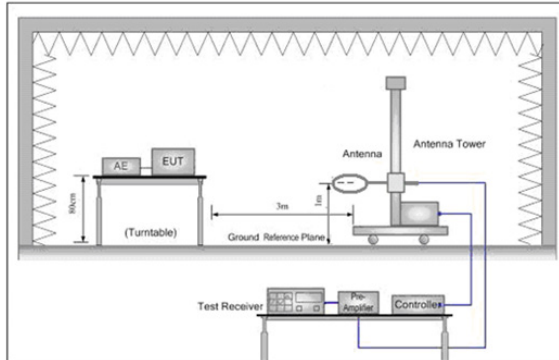 Antenna Tower
Antenna
EUT
AE
80cm
3m
1m
(Turntable)
Ground Reference Plane
Test Receiver
Pre-
Amplifier
Controller